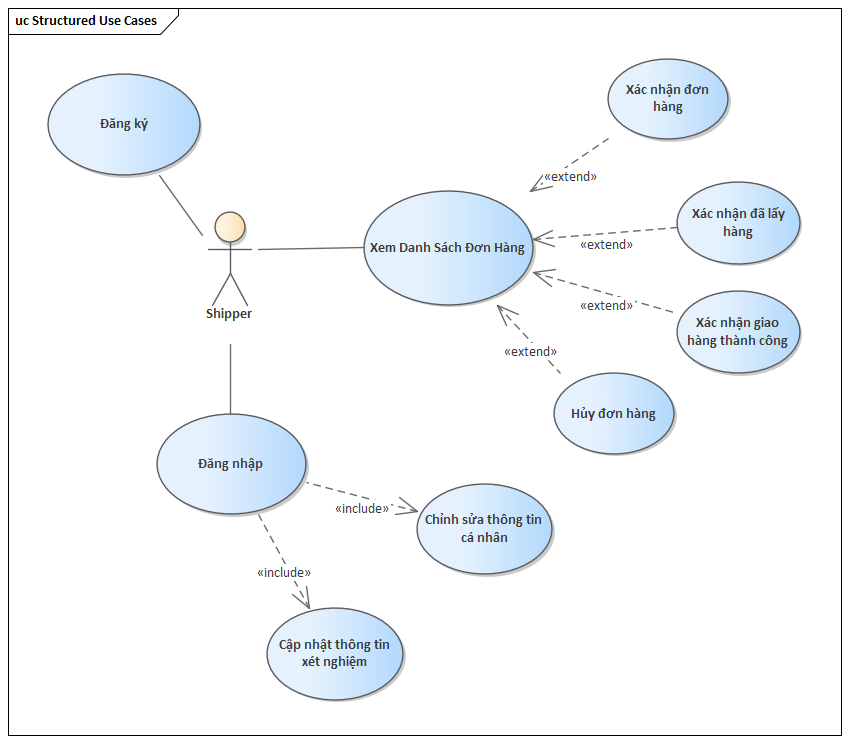 uc Structured Use Cases
Đăng ký
Xác nhận đơn
hàng
«extend»
Xác nhận đã lấy
hàng
«extend»
Xem Danh Sách Đơn Hàng
Shipper
Xác nhận giao
hàng thành công
«extend»
«extend»
Hủy đơn hàng
Đăng nhập
«include»
Chỉnh sửa thông tin
cá nhân
«include»
Cập nhật thông tin
xét nghiệm